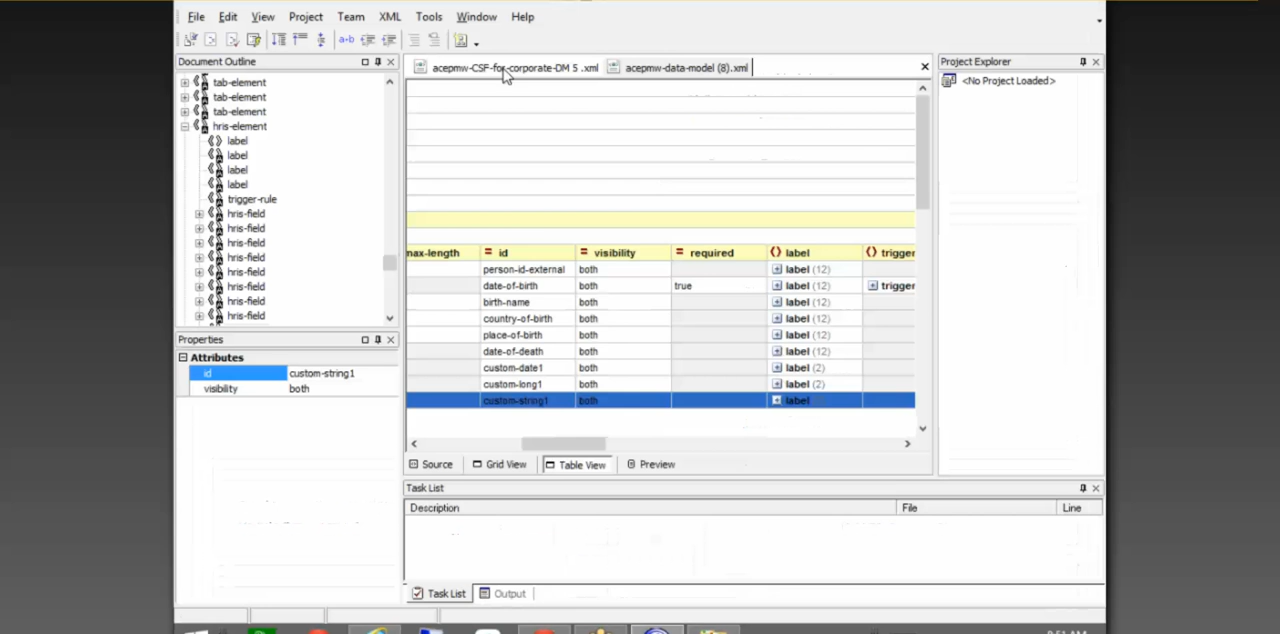 File Edit View Project Team XML Tools Window Help
Document Outline
tab-element
tab-element
tab-element
hris-element
label
label
label
label
trigger-rule
hris-field
hris-field
hris-field
hris-field
hris-field
hris-field
hris-field
hris-field
Properties
Attributes
id custom-string1
visibility both
acepmw-CSF-for-corporate-DM 5 .xml acepmw-data-model (8).xml
max-length = id = visibility = required label trigger
person-id-external both label (12)
date-of-birth both true label (12) trigger
birth-name both label (12)
country-of-birth both label (12)
place-of-birth both label (12)
date-of-death both label (12)
custom-date1 both label (2)
custom-long1 both label (2)
custom-string1 both label
Source Grid View Table View Preview
Task List
Description File Line
Task List Output
Project Explorer
<No Project Loaded>